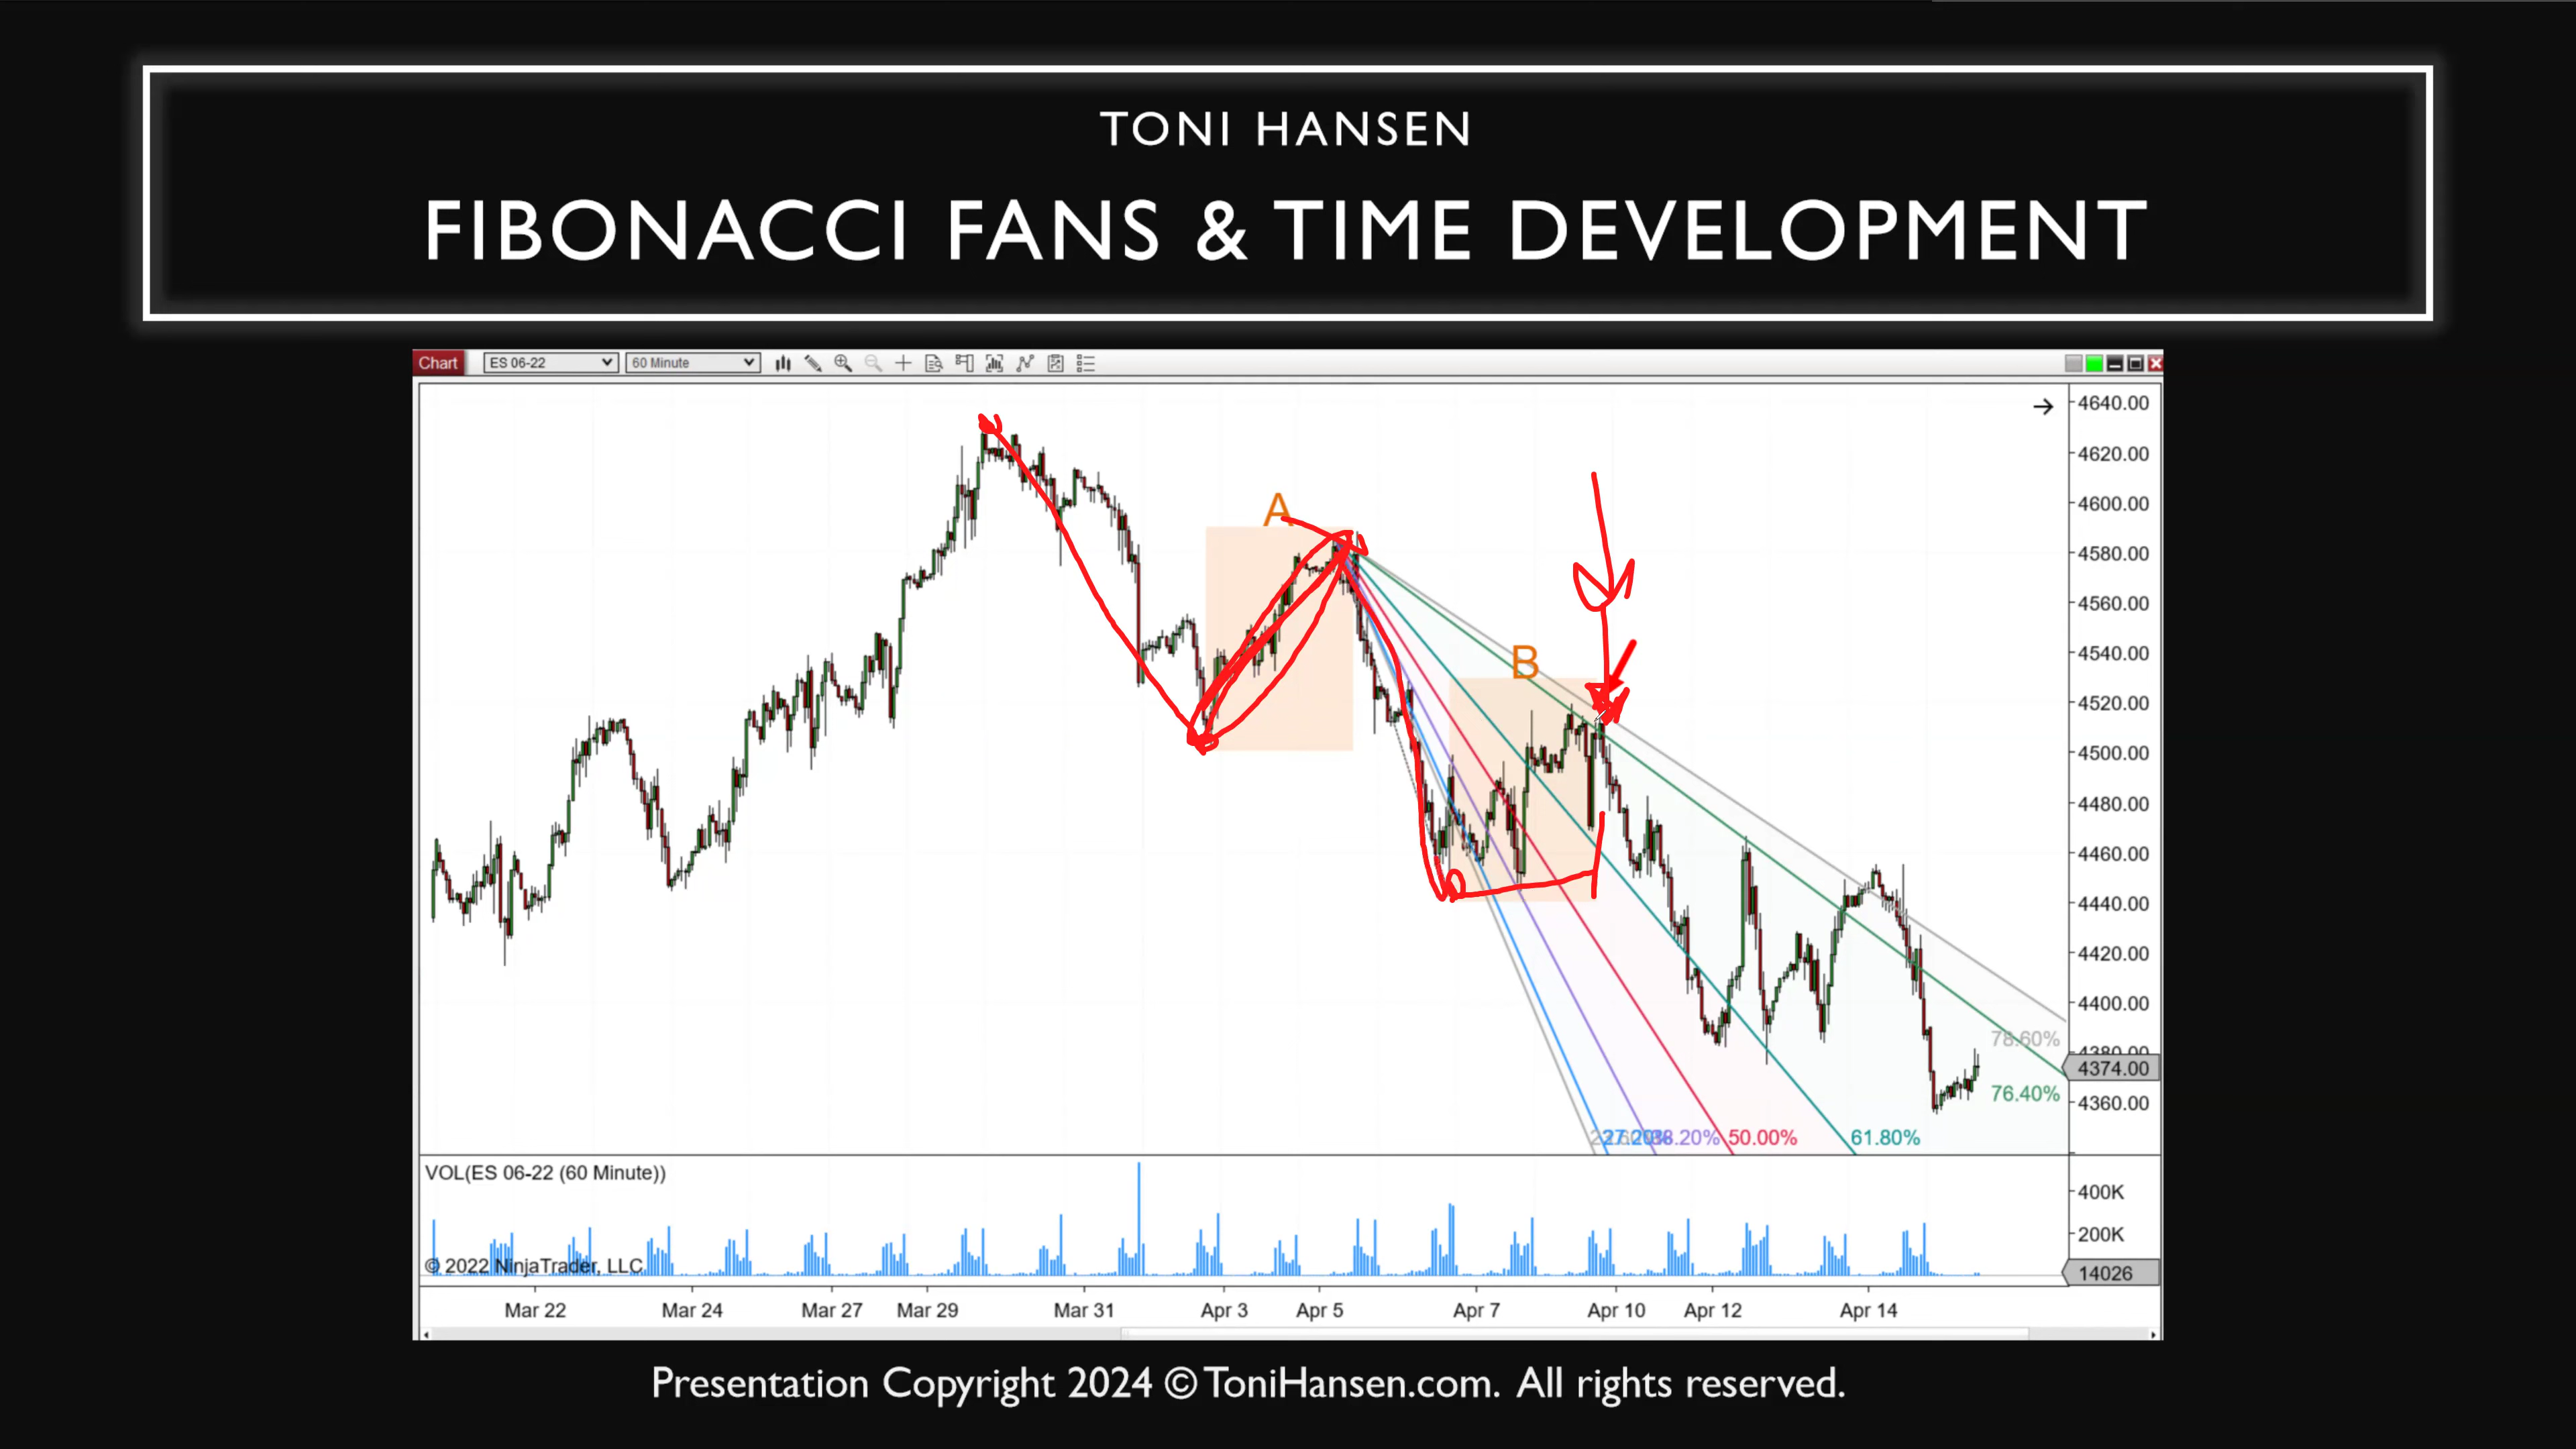 TONI HANSEN
FIBONACCI FANS & TIME DEVELOPMENT
Chart
ES 06-22
60 Minute
4640.00
4620.00
4600.00
4580.00
4560.00
4540.00
4520.00
4500.00
4480.00
4460.00
4440.00
4420.00
4400.00
4380.00
4374.00
4360.00
A
B
78.60%
76.40%
27.20%
38.20%
50.00%
61.80%
VOL(ES 06-22 (60 Minute))
400K
200K
14026
© 2022 NinjaTrader, LLC
Mar 22
Mar 24
Mar 27
Mar 29
Mar 31
Apr 3
Apr 5
Apr 7
Apr 10
Apr 12
Apr 14
Presentation Copyright 2024 © ToniHansen.com. All rights reserved.